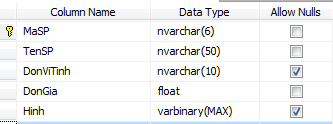 Column Name Data Type Allow Nulls
MaSP nvarchar(6)
TenSP nvarchar(50)
DonViTinh nvarchar(10)
DonGia float
Hinh varbinary(MAX)